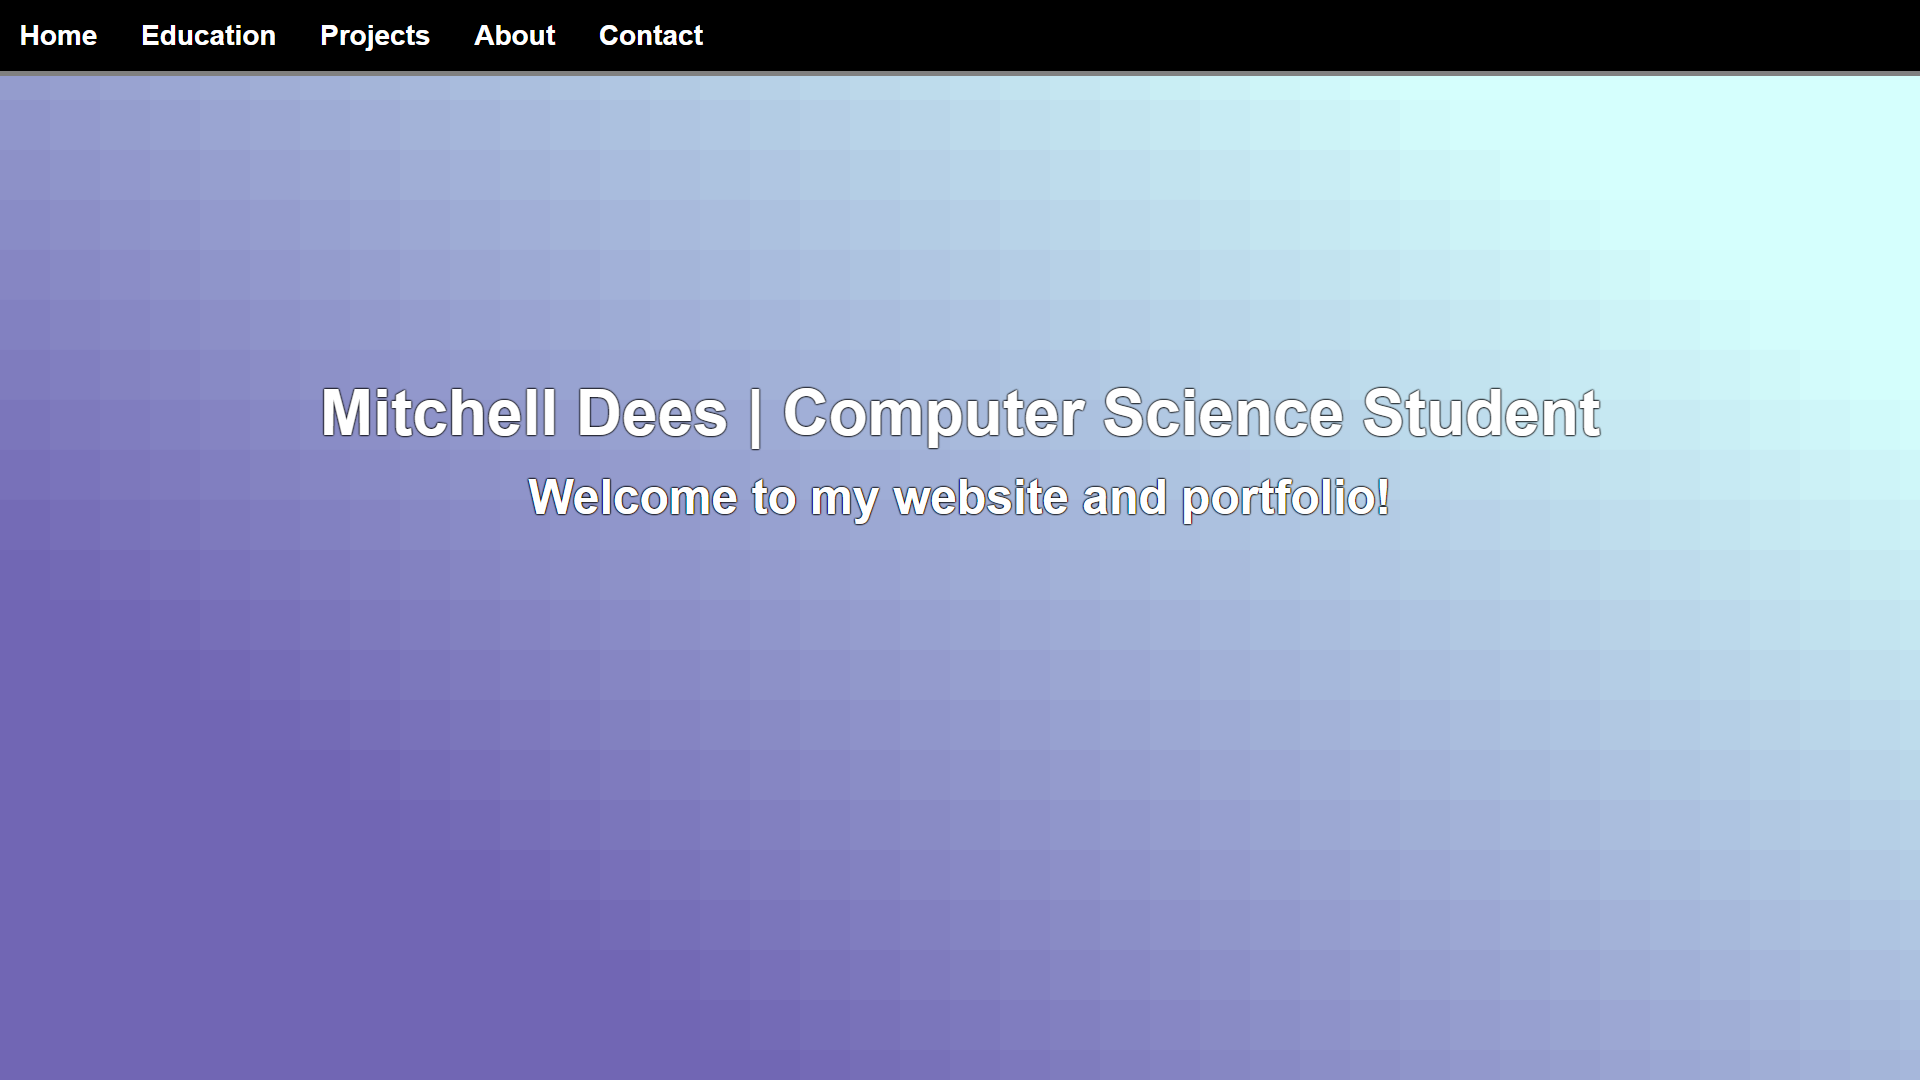 Home Education Projects About Contact
Mitchell Dees | Computer Science Student
Welcome to my website and portfolio!